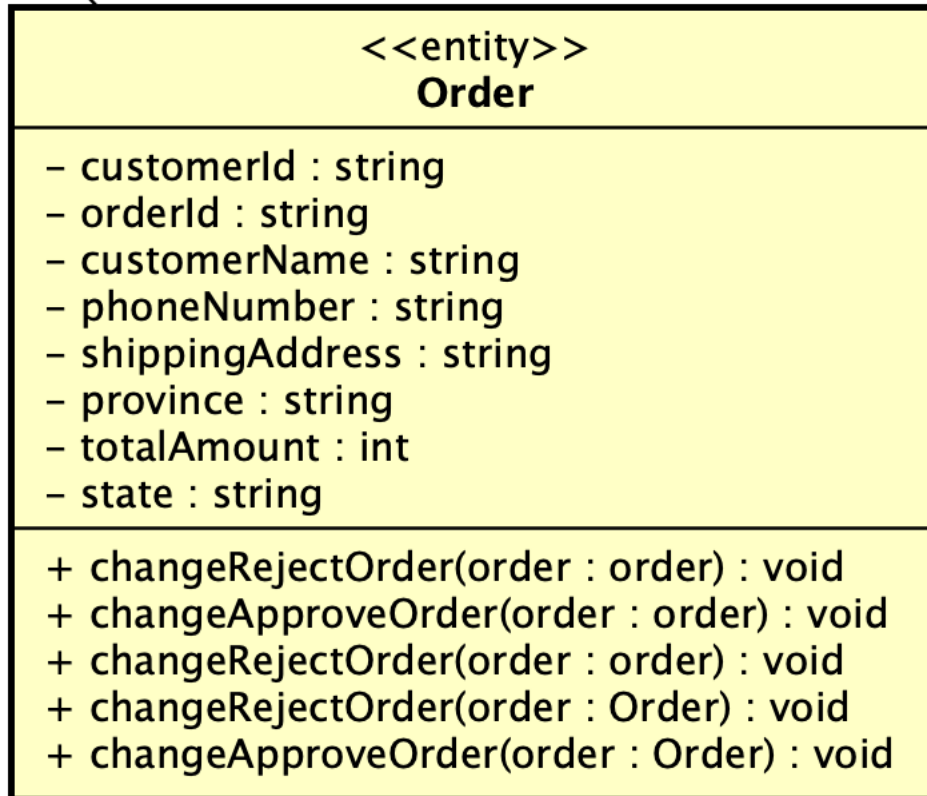 <<entity>>
Order
– customerId : string
– orderId : string
– customerName : string
– phoneNumber : string
– shippingAddress : string
– province : string
– totalAmount : int
– state : string
+ changeRejectOrder(order : order) : void
+ changeApproveOrder(order : order) : void
+ changeRejectOrder(order : order) : void
+ changeRejectOrder(order : Order) : void
+ changeApproveOrder(order : Order) : void